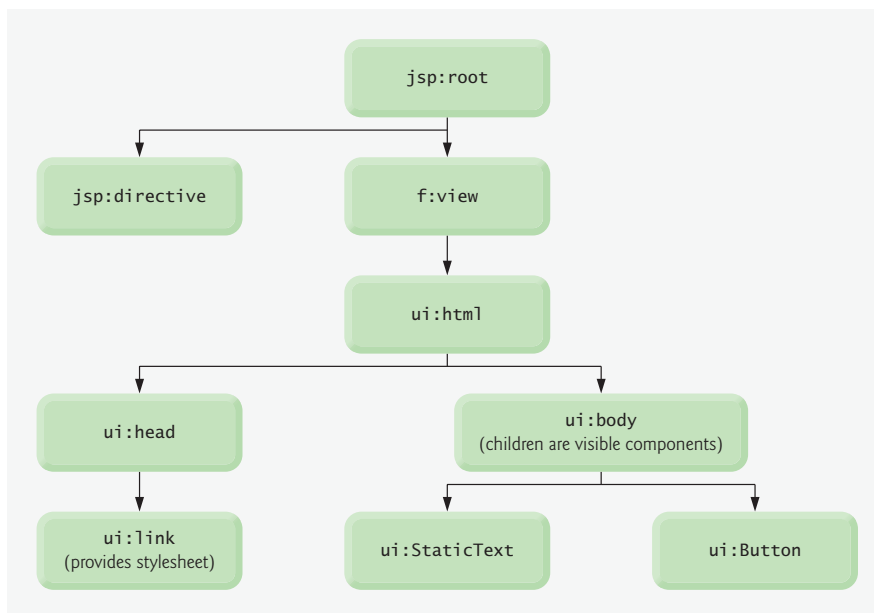 jsp:root
jsp:directive
f:view
ui:html
ui:head
ui:body
(children are visible components)
ui:link
(provides stylesheet)
ui:StaticText
ui:Button